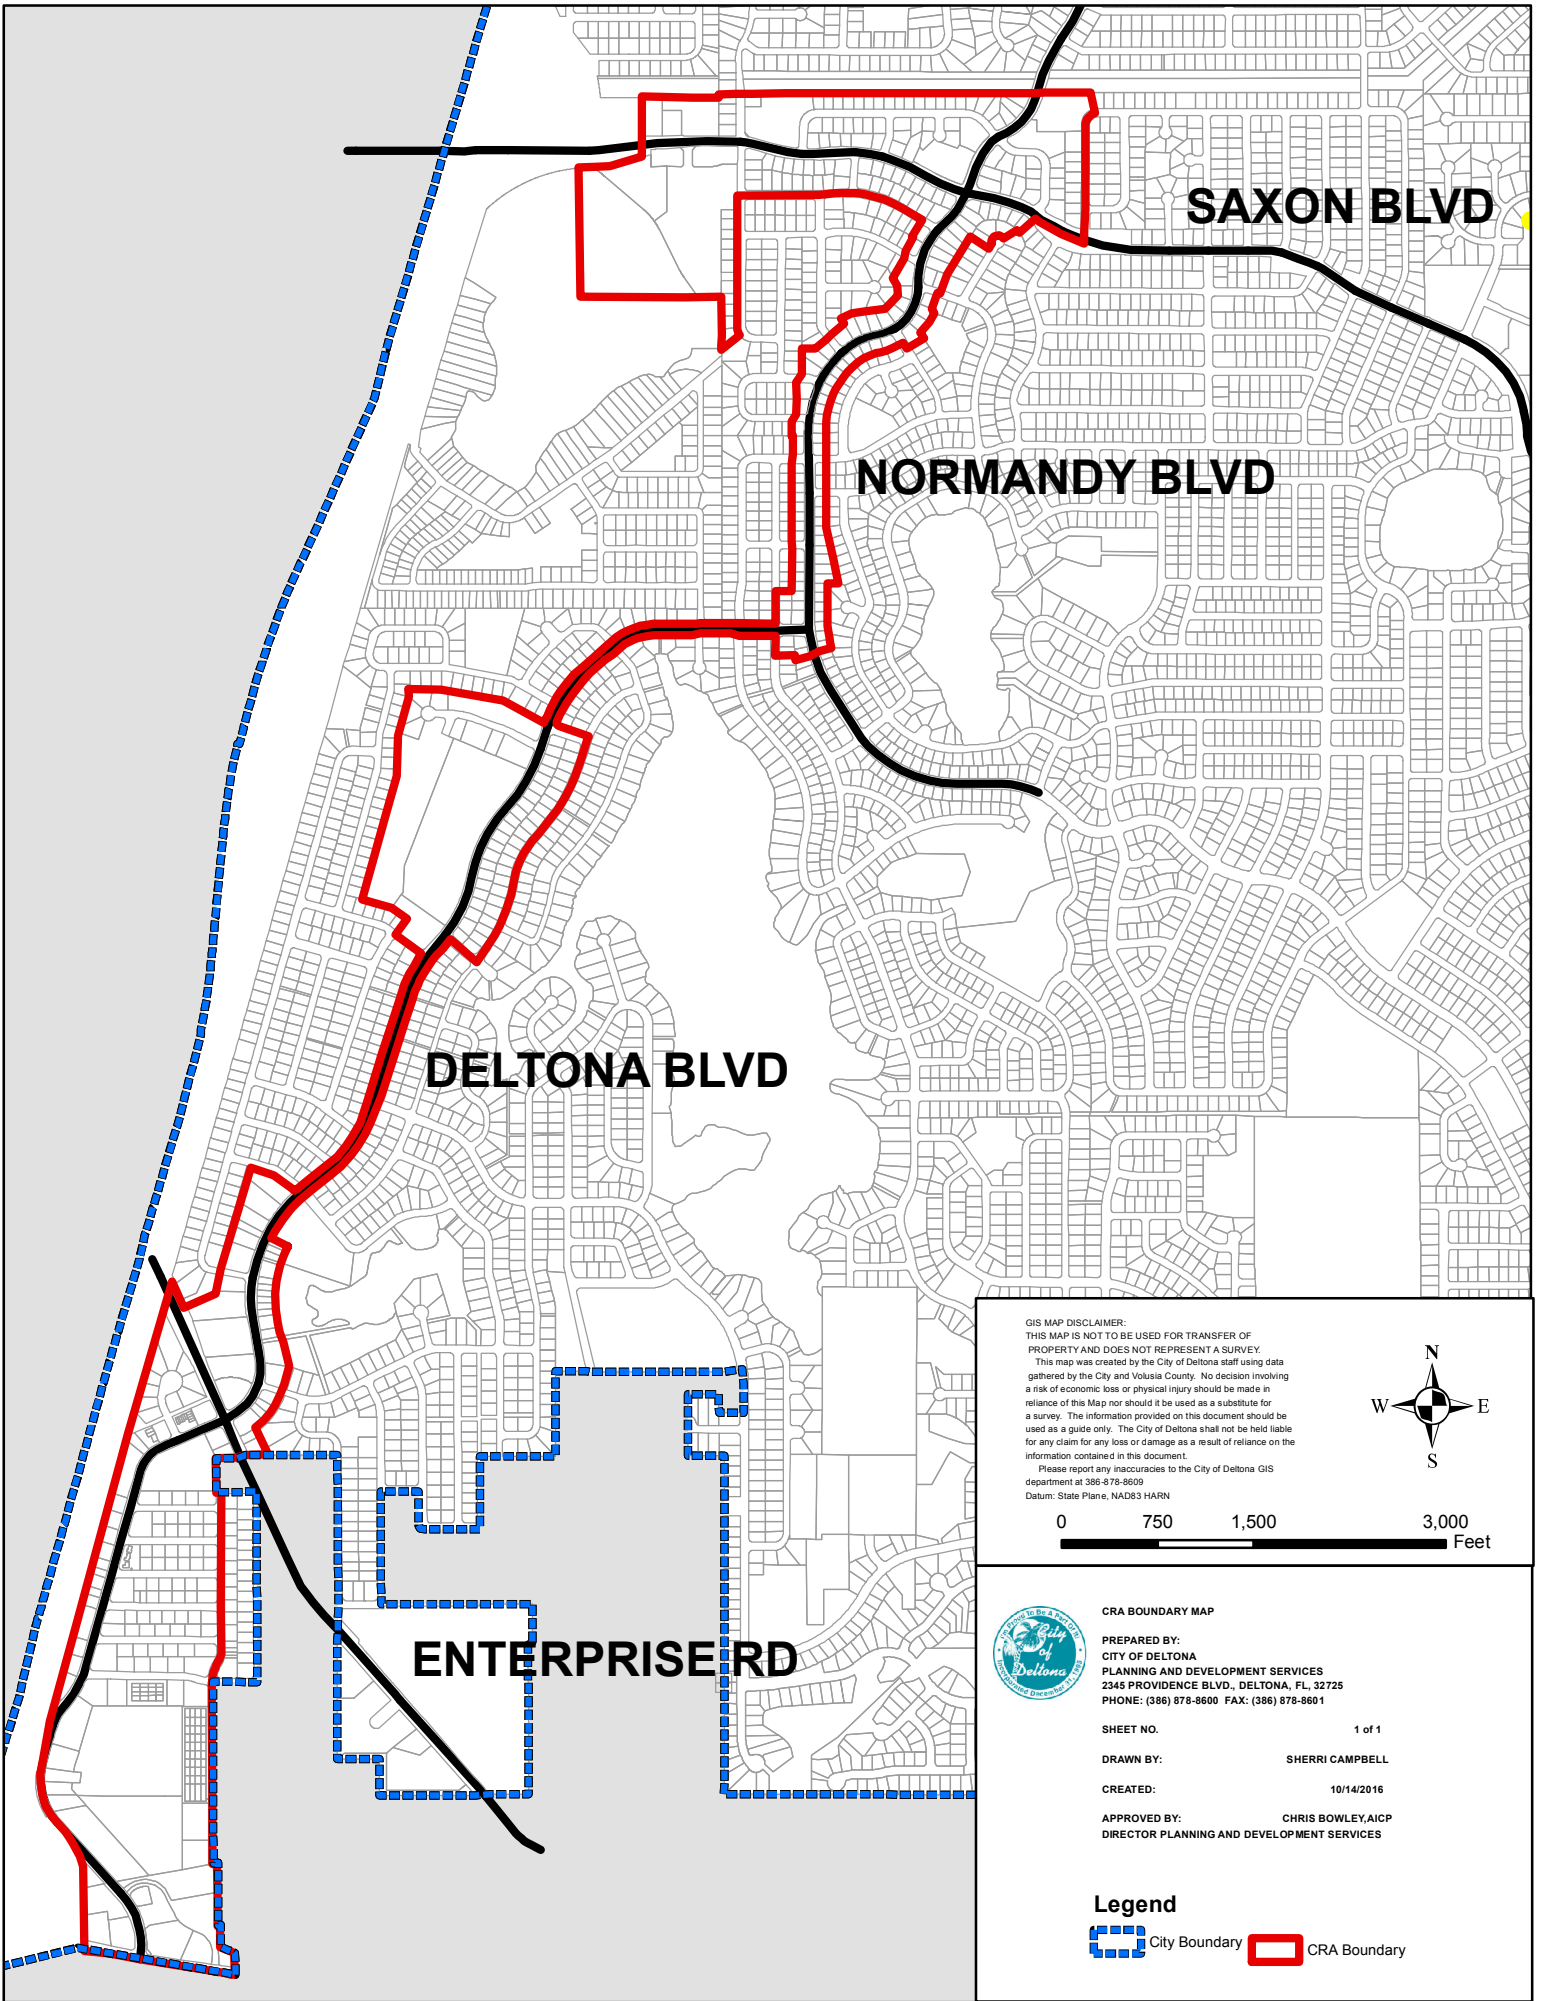 SAXON BLVD
NORMANDY BLVD
DELTONA BLVD
ENTERPRISE RD
GIS MAP DISCLAIMER:
THIS MAP IS NOT TO BE USED FOR TRANSFER OF
PROPERTY AND DOES NOT REPRESENT A SURVEY.
This map was created by the City of Deltona staff using data
gathered by the City and Volusia County. No decision involving
a risk of economic loss or physical injury should be made in
reliance of this Map nor should it be used as a substitute for
a survey. The information provided on this document should be
used as a guide only. The City of Deltona shall not be held liable
for any claim for any loss or damage as a result of reliance on the
information contained in this document.
Please report any inaccuracies to the City of Deltona GIS
department at 386-878-8609
Datum: State Plane, NAD83 HARN
N
W E
S
0 750 1,500 3,000
Feet
I'm Proud To Be A Part Of It!
City
of
Deltona
Incorporated December 31, 1995
CRA BOUNDARY MAP
PREPARED BY:
CITY OF DELTONA
PLANNING AND DEVELOPMENT SERVICES
2345 PROVIDENCE BLVD., DELTONA, FL, 32725
PHONE: (386) 878-8600 FAX: (386) 878-8601
SHEET NO. 1 of 1
DRAWN BY: SHERRI CAMPBELL
CREATED: 10/14/2016
APPROVED BY: CHRIS BOWLEY,AICP
DIRECTOR PLANNING AND DEVELOPMENT SERVICES
Legend
City Boundary CRA Boundary